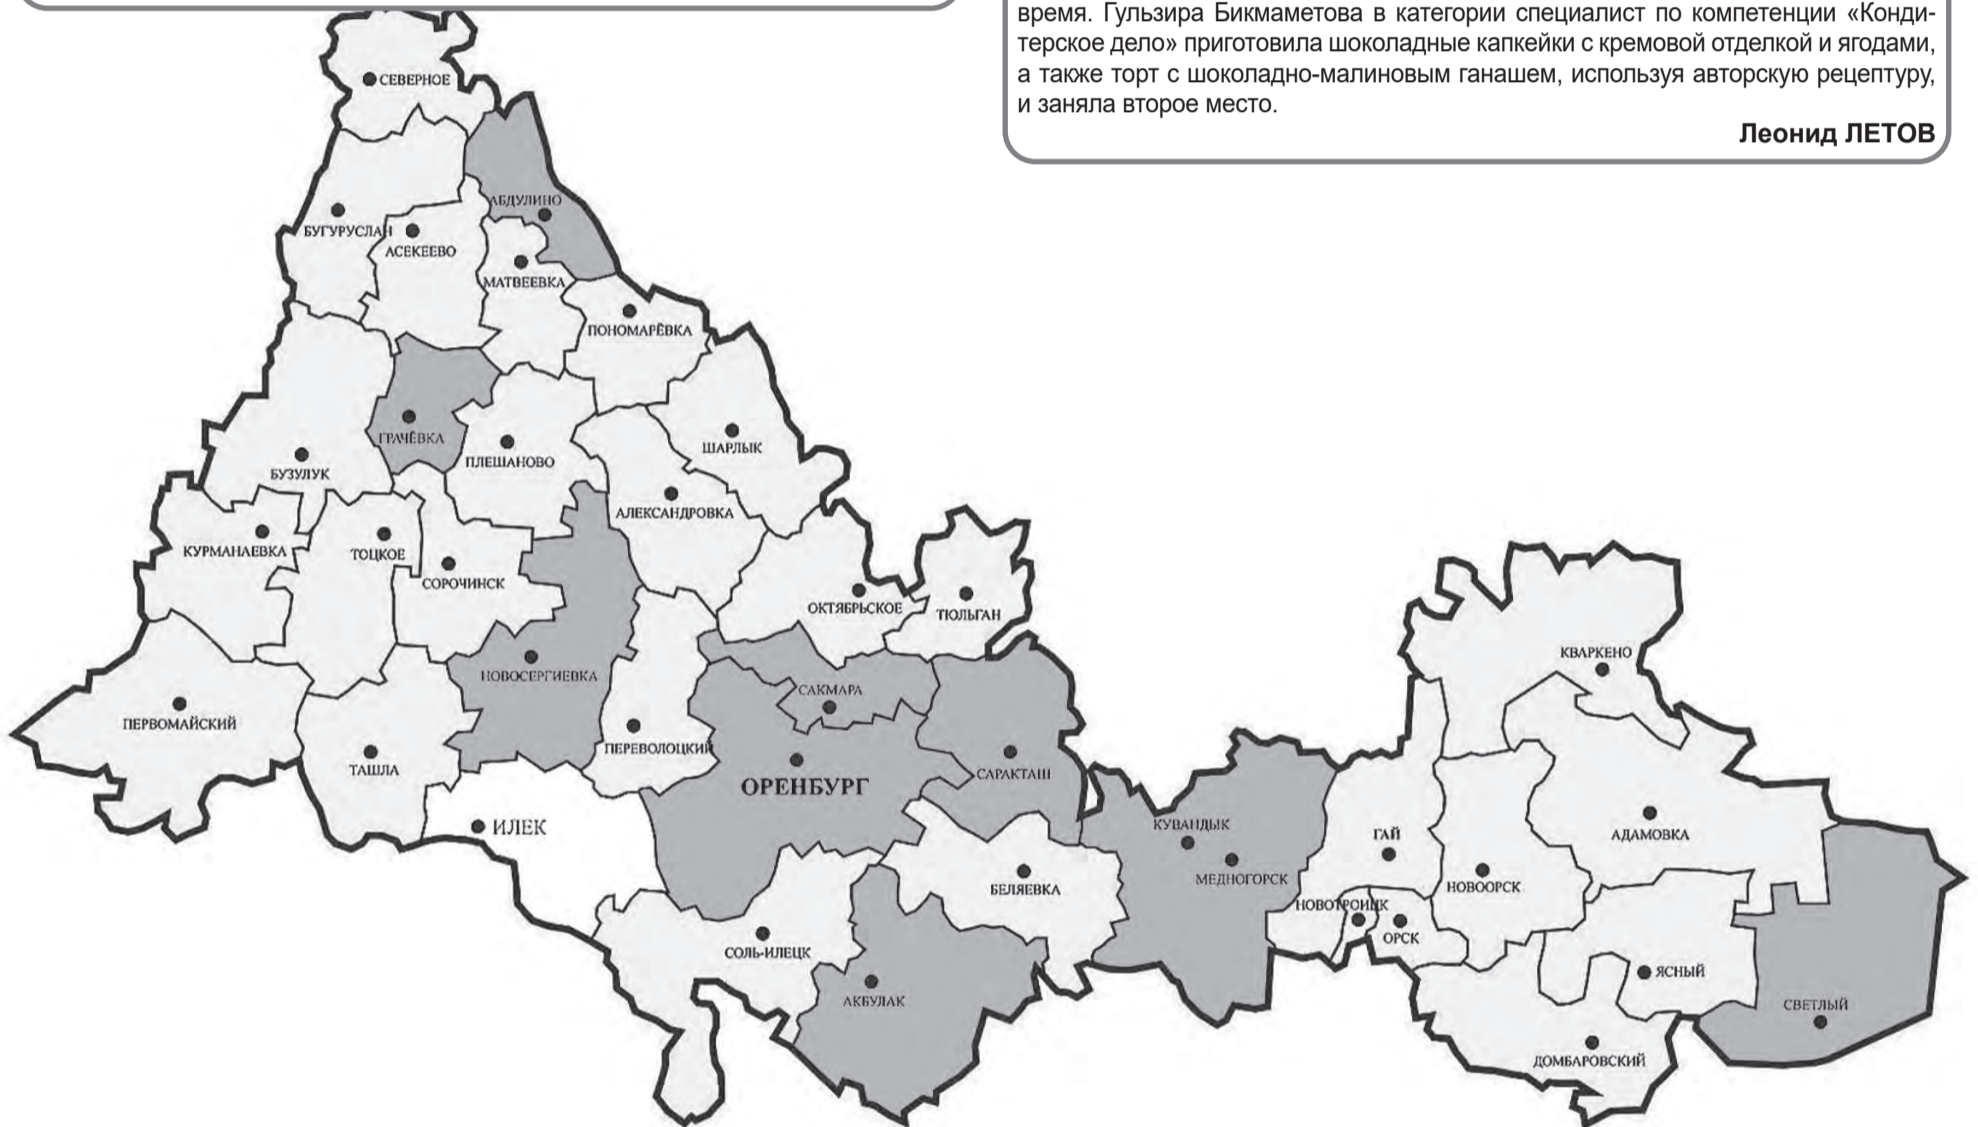 время. Гульзира Бикмаметова в категории специалист по компетенции «Конди-
терское дело» приготовила шоколадные капкейки с кремовой отделкой и ягодами,
а также торт с шоколадно-малиновым ганашем, используя авторскую рецептуру,
и заняла второе место.
Леонид ЛЕТОВ
СЕВЕРНОЕ
АБДУЛИНО
БУГУРУСЛАН
АСЕКЕЕВО
МАТВЕЕВКА
ПОНОМАРЁВКА
ГРАЧЁВКА
ПЛЕШАНОВО
ШАРЛЫК
БУЗУЛУК
АЛЕКСАНДРОВКА
КУРМАНАЕВКА
ТОЦКОЕ
СОРОЧИНСК
ОКТЯБРЬСКОЕ
ТЮЛЬГАН
КВАРКЕНО
НОВОСЕРГИЕВКА
САКМАРА
ПЕРВОМАЙСКИЙ
ПЕРЕВОЛОЦКИЙ
ТАШЛА
ОРЕНБУРГ
САРАКТАШ
ИЛЕК
КУВАНДЫК
ГАЙ
АДАМОВКА
МЕДНОГОРСК
БЕЛЯЕВКА
НОВООРСК
НОВОТРОИЦК
ОРСК
СОЛЬ-ИЛЕЦК
ЯСНЫЙ
АКБУЛАК
СВЕТЛЫЙ
ДОМБАРОВСКИЙ